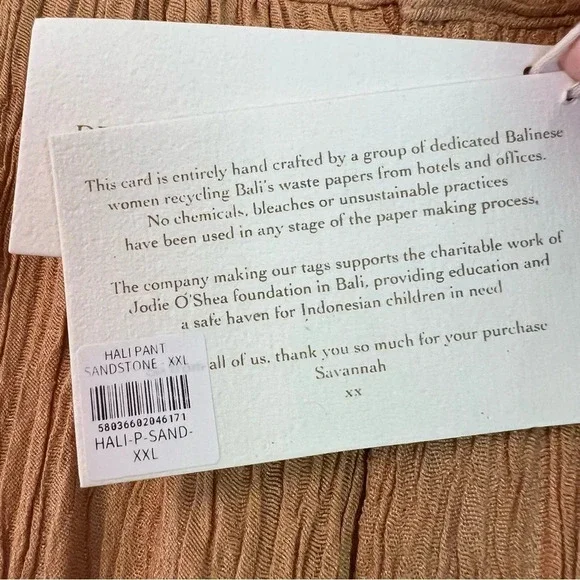 This card is entirely hand crafted by a group of dedicated Balinese
women recycling Bali's waste papers from hotels and offices.
No chemicals, bleaches or unsustainable practices
have been used in any stage of the paper making process.
The company making our tags supports the charitable work of
Jodie O'Shea foundation in Bali, providing education and
a safe haven for Indonesian children in need
all of us. thank you so much for your purchase
Savannah
xx
HALI PANT
SANDSTONE XXL
58036602046171
HALI-P-SAND-
XXL